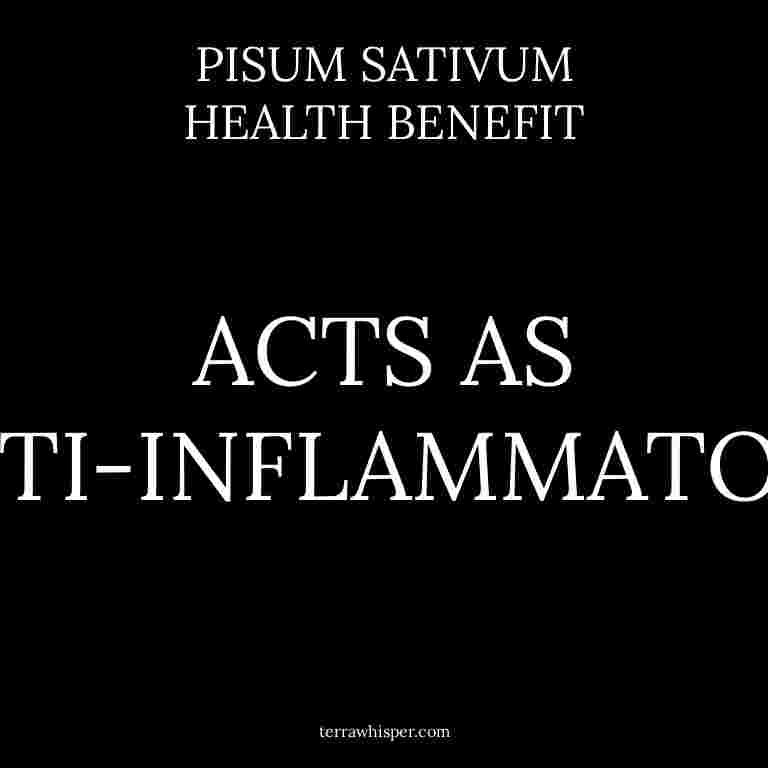 PISUM SATIVUM
HEALTH BENEFIT
ACTS AS
TI-INFLAMMATO
terrawhisper.com